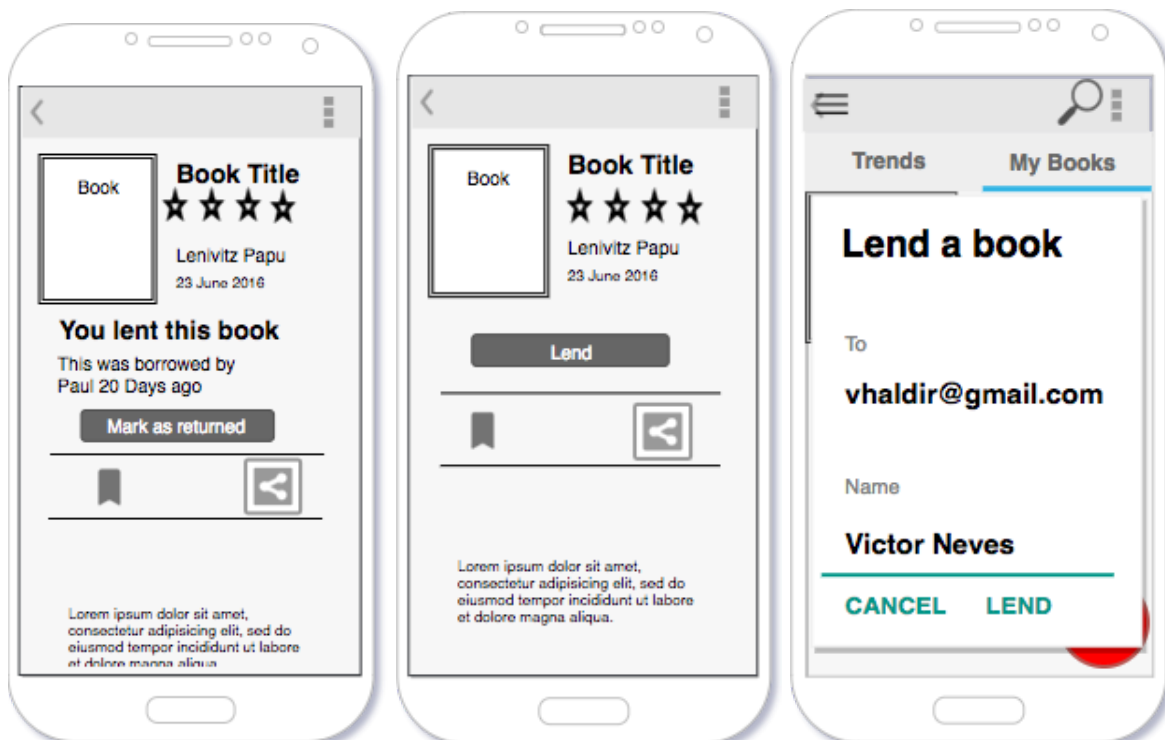 Book
Book Title
Lenivitz Papu
23 June 2016
You lent this book
This was borrowed by
Paul 20 Days ago
Mark as returned
Lorem ipsum dolor sit amet,
consectetur adipisicing elit, sed do
eiusmod tempor incididunt ut labore
et dolore magna aliqua.
Book
Book Title
Lenivitz Papu
23 June 2016
Lend
Lorem ipsum dolor sit amet,
consectetur adipisicing elit, sed do
eiusmod tempor incididunt ut labore
et dolore magna aliqua.
Trends
My Books
Lend a book
To
vhaldir@gmail.com
Name
Victor Neves
CANCEL LEND